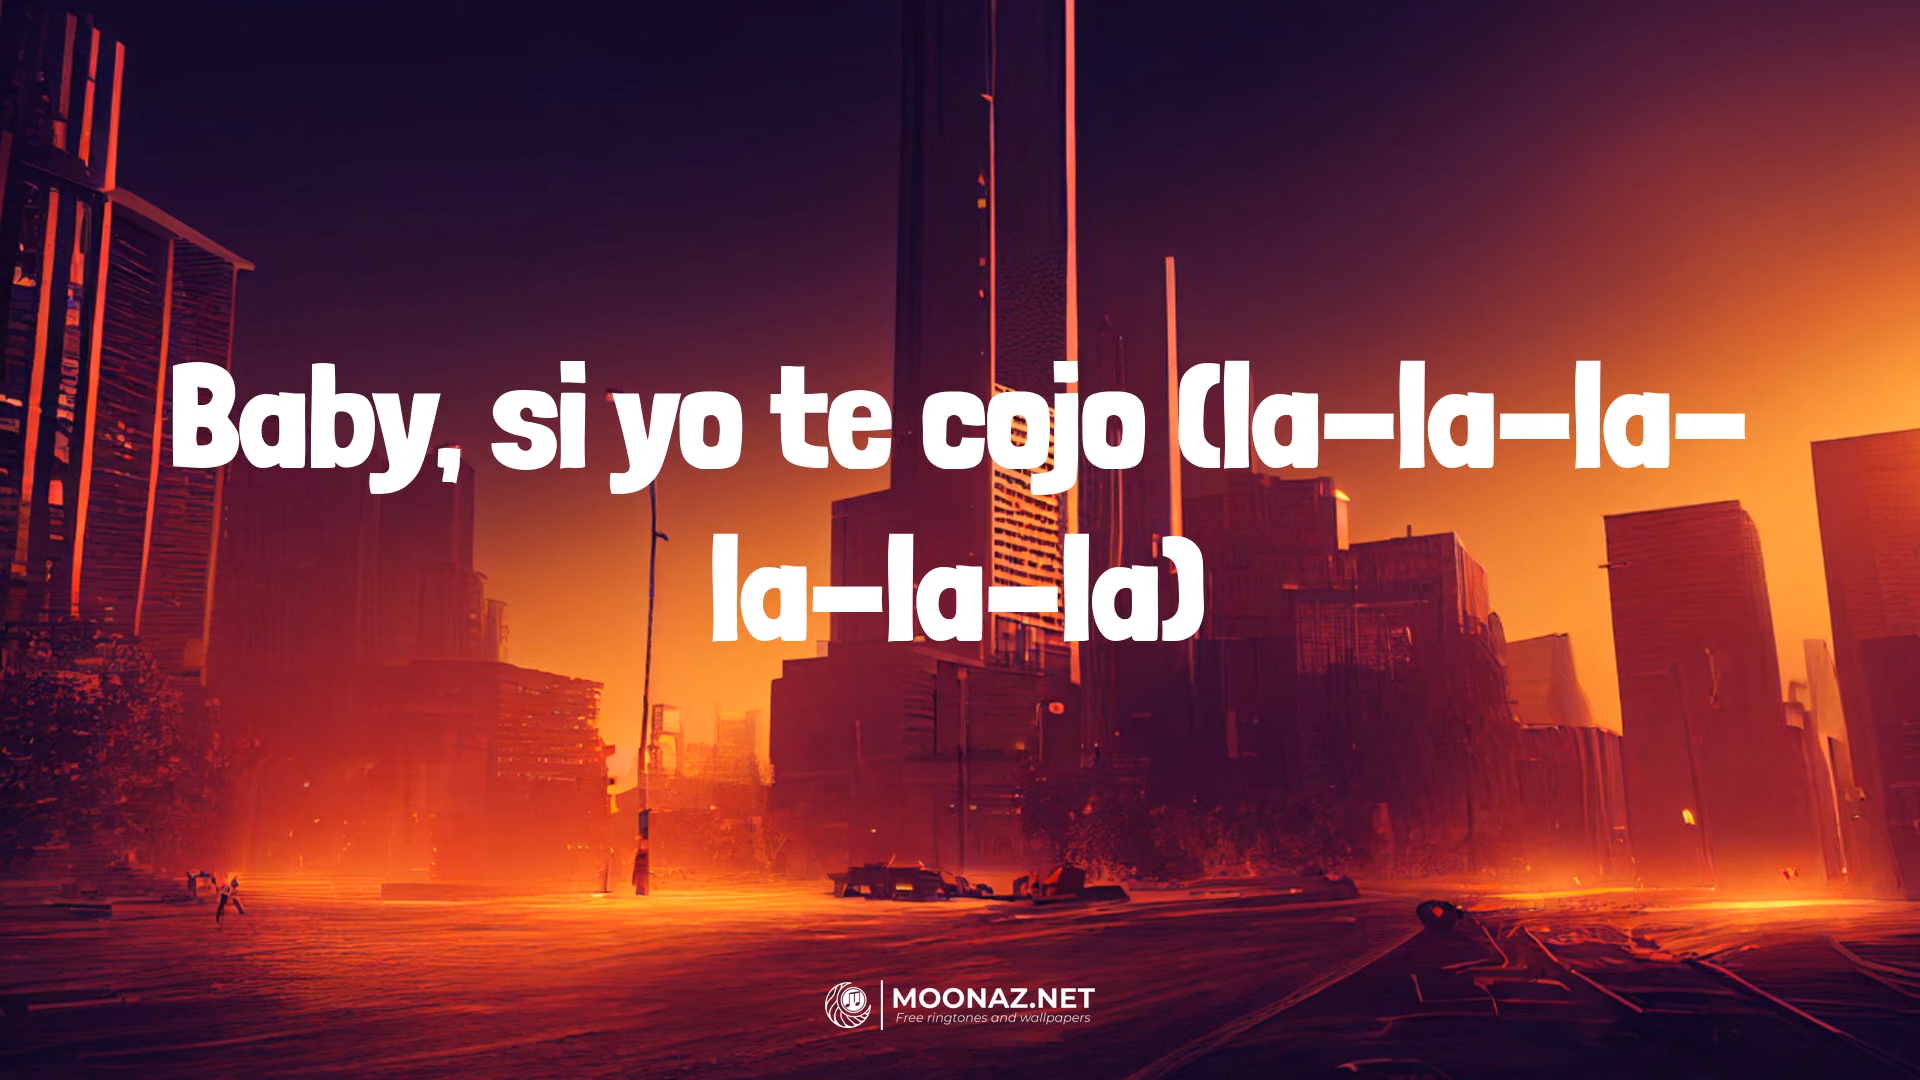 Baby, si yo te cojo (la-la-la-
la-la-la)
MOONAZ.NET
Free ringtones and wallpapers